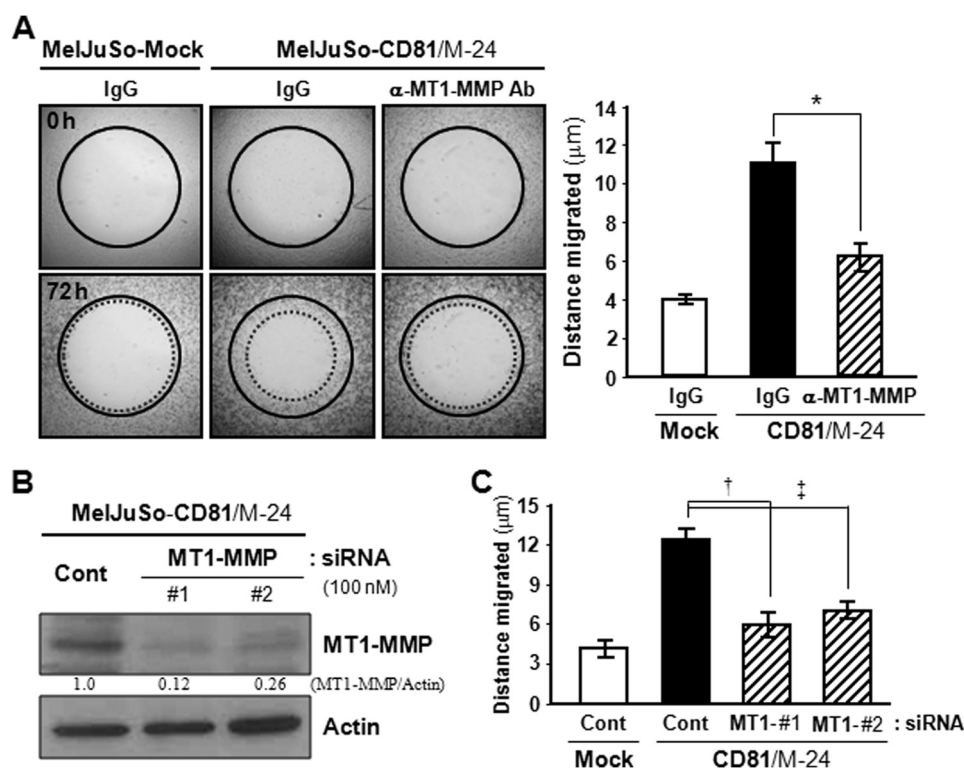 A
MelJuSo-Mock
MelJuSo-CD81/M-24
IgG
IgG
α-MT1-MMP Ab
0h
72h
Distance migrated (μm)
14
12
10
8
6
4
2
0
*
IgG
IgG
α-MT1-MMP
Mock
CD81/M-24
B
MelJuSo-CD81/M-24
Cont
MT1-MMP
: siRNA
(100 nM)
#1
#2
MT1-MMP
1.0
0.12
0.26
(MT1-MMP/Actin)
Actin
C
Distance migrated (μm)
15
12
9
6
3
0
†
‡
Cont
Cont
MT1-#1
MT1-#2
: siRNA
Mock
CD81/M-24